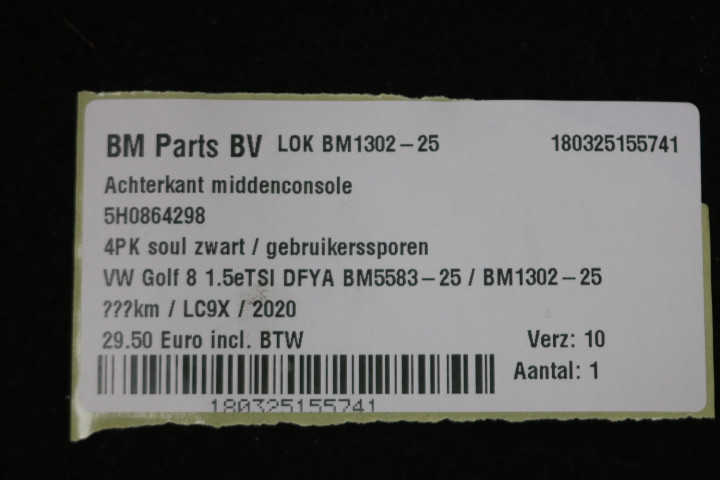 BM Parts BV LOK BM1302-25 180325155741
Achterkant middenconsole
5H0864298
4PK soul zwart / gebruikerssporen
VW Golf 8 1.5eTSI DFYA BM5583-25 / BM1302-25
???km / LC9X / 2020
29.50 Euro incl. BTW Verz: 10
Aantal: 1
180325155741